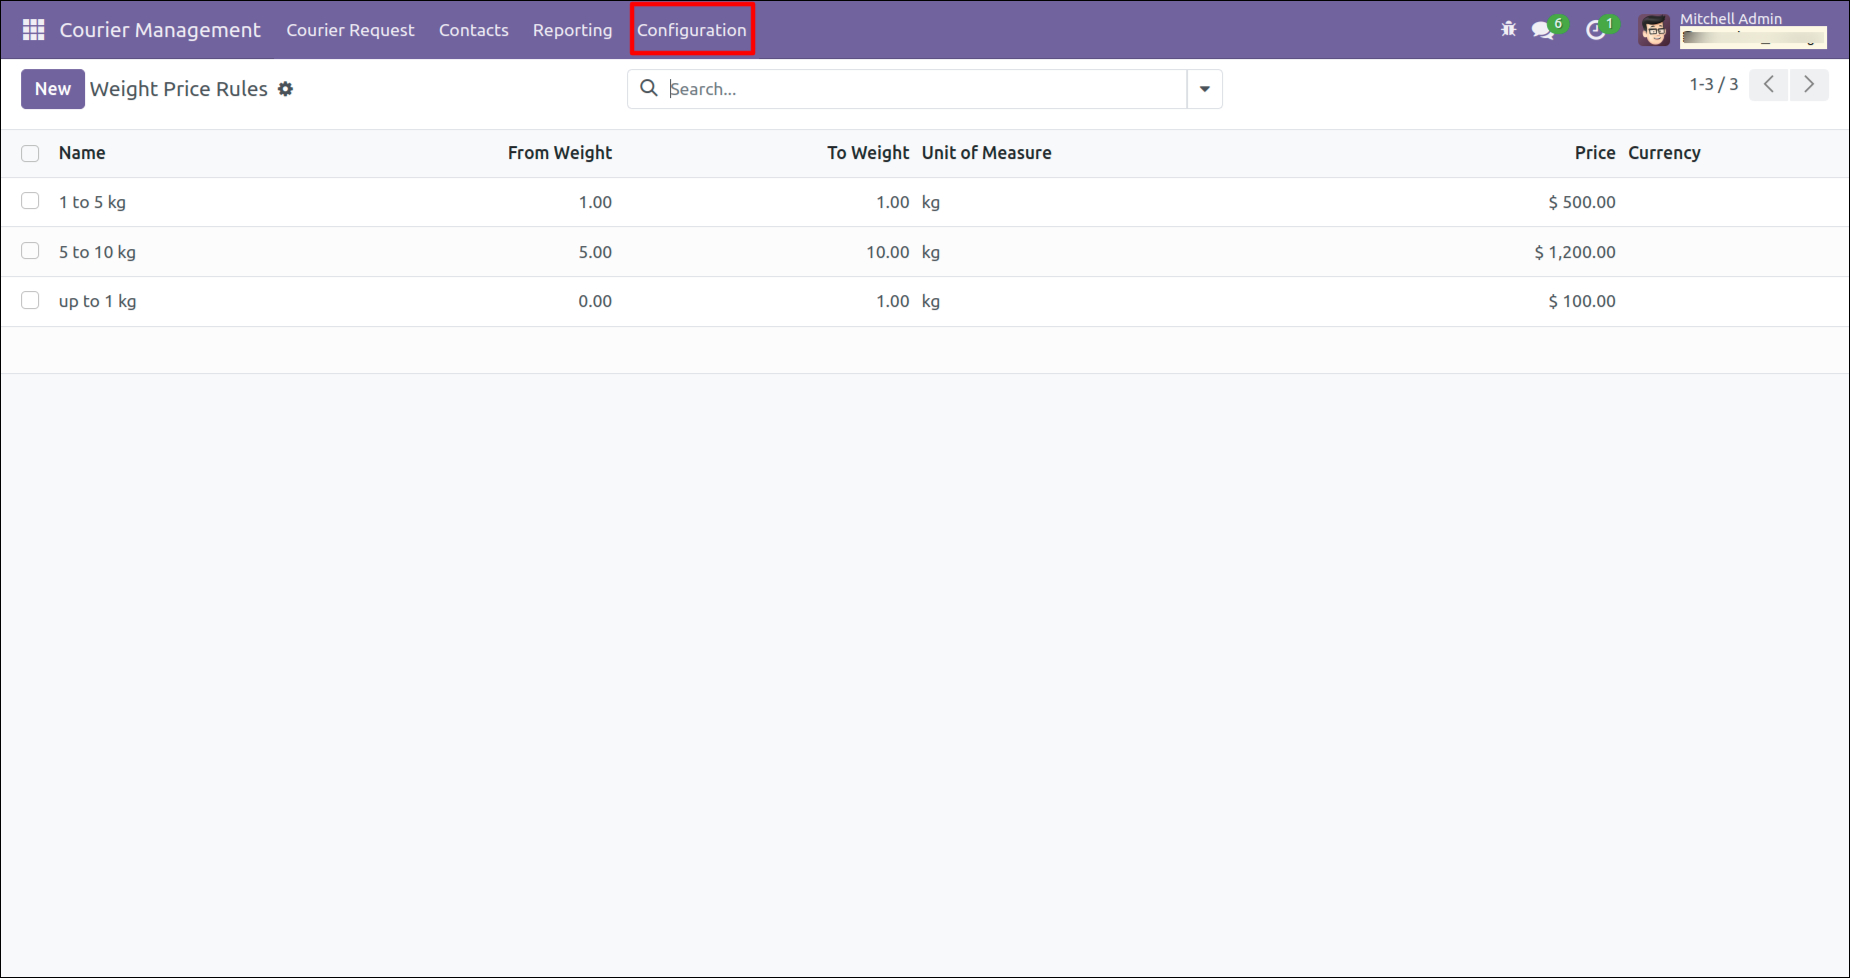 Courier Management Courier Request Contacts Reporting Configuration 6 1 Mitchell Admin
New Weight Price Rules Search... 1-3 / 3
Name From Weight To Weight Unit of Measure Price Currency
1 to 5 kg 1.00 1.00 kg $ 500.00
5 to 10 kg 5.00 10.00 kg $ 1,200.00
up to 1 kg 0.00 1.00 kg $ 100.00